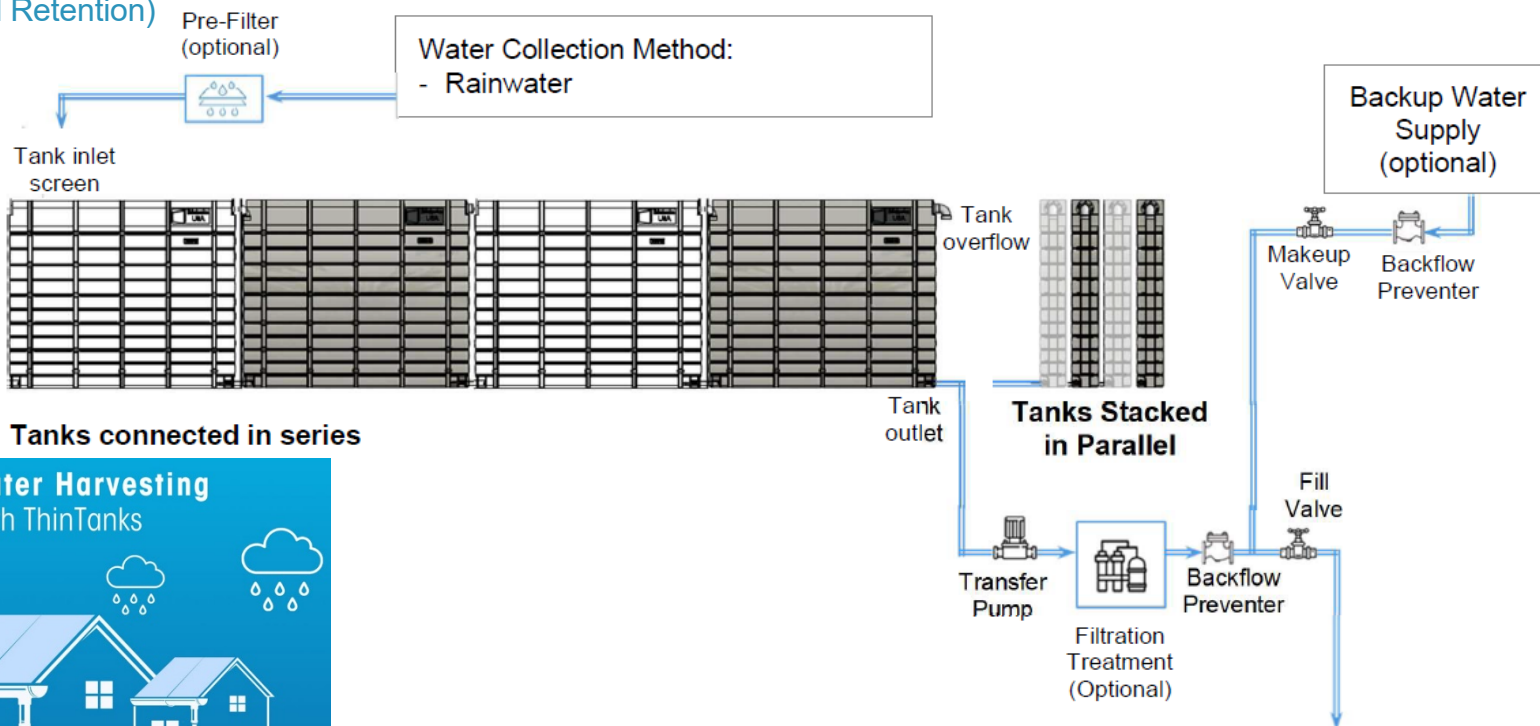 Retention)
Pre-Filter
(optional)
Water Collection Method:
- Rainwater
Backup Water
Supply
(optional)
Tank inlet
screen
Tank
overflow
Makeup
Valve
Backflow
Preventer
Tank
outlet
Tanks Stacked
in Parallel
Tanks connected in series
ter Harvesting
h ThinTanks
Fill
Valve
Transfer
Pump
Backflow
Preventer
Filtration
Treatment
(Optional)